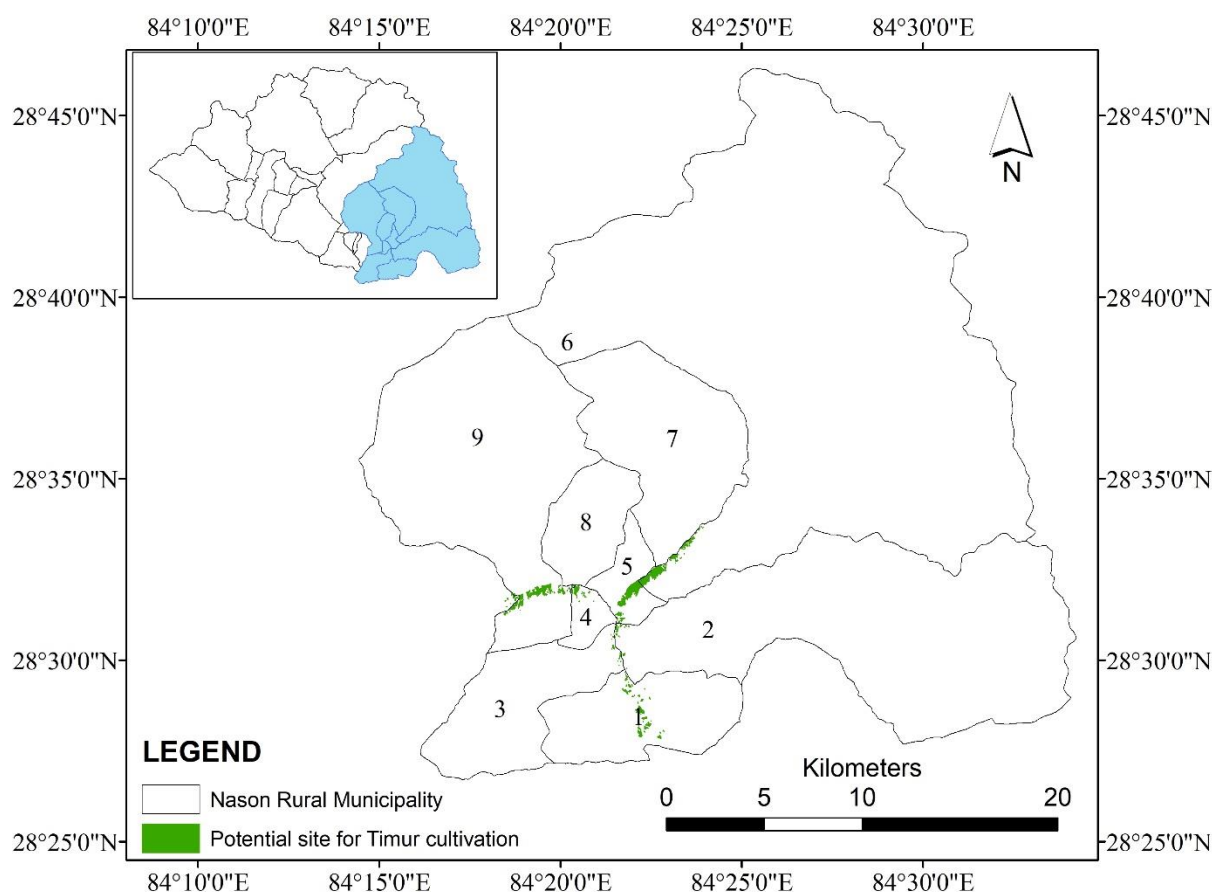 84°10'0"E 84°15'0"E 84°20'0"E 84°25'0"E 84°30'0"E
28°45'0"N 28°45'0"N
N
28°40'0"N 28°40'0"N
6
9 7
28°35'0"N 28°35'0"N
8
5
4 2
28°30'0"N 28°30'0"N
3 1
LEGEND
Nason Rural Municipality
Potential site for Timur cultivation
Kilometers
0 5 10 20
28°25'0"N 28°25'0"N
84°10'0"E 84°15'0"E 84°20'0"E 84°25'0"E 84°30'0"E